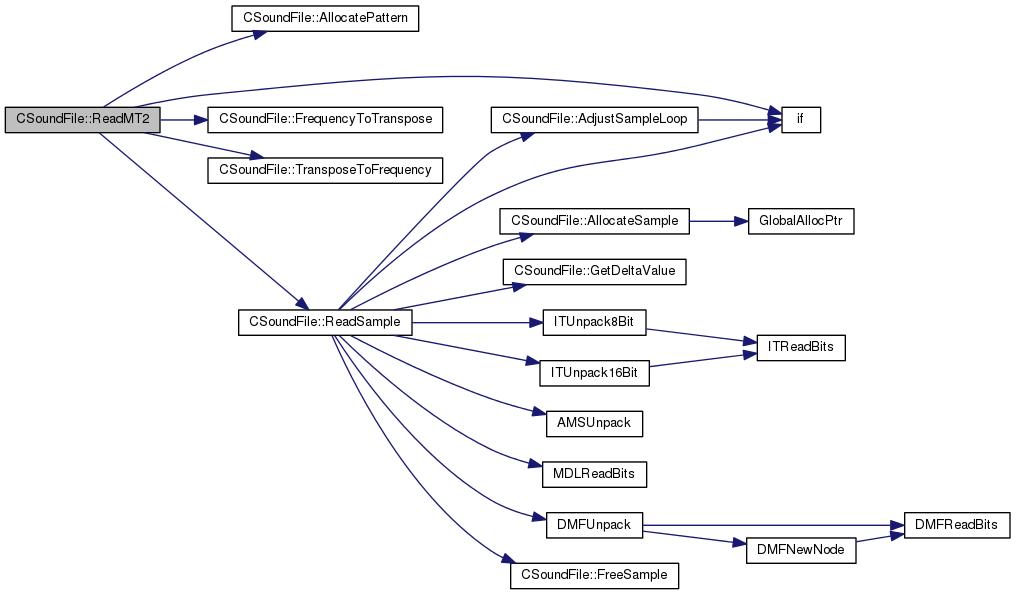 CSoundFile::AllocatePattern
CSoundFile::ReadMT2
CSoundFile::FrequencyToTranspose
CSoundFile::AdjustSampleLoop
if
CSoundFile::TransposeToFrequency
CSoundFile::AllocateSample
GlobalAllocPtr
CSoundFile::GetDeltaValue
CSoundFile::ReadSample
ITUnpack8Bit
ITReadBits
ITUnpack16Bit
AMSUnpack
MDLReadBits
DMFUnpack
DMFReadBits
DMFNewNode
CSoundFile::FreeSample